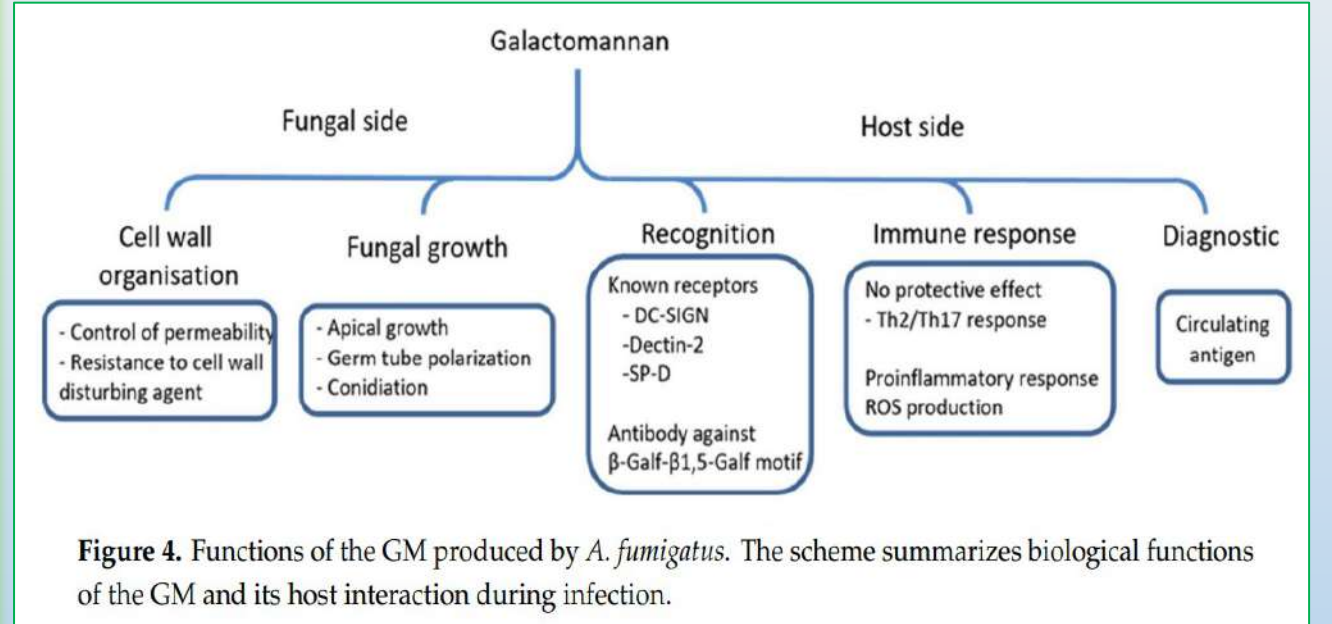 Galactomannan
Fungal side
Host side
Cell wall
organisation
- Control of permeability
- Resistance to cell wall
disturbing agent
Fungal growth
- Apical growth
- Germ tube polarization
- Conidiation
Recognition
Known receptors
- DC-SIGN
-Dectin-2
-SP-D
Antibody against
β-Galf-β1,5-Galf motif
Immune response
No protective effect
- Th2/Th17 response
Proinflammatory response
ROS production
Diagnostic
Circulating
antigen
Figure 4. Functions of the GM produced by A. fumigatus. The scheme summarizes biological functions
of the GM and its host interaction during infection.